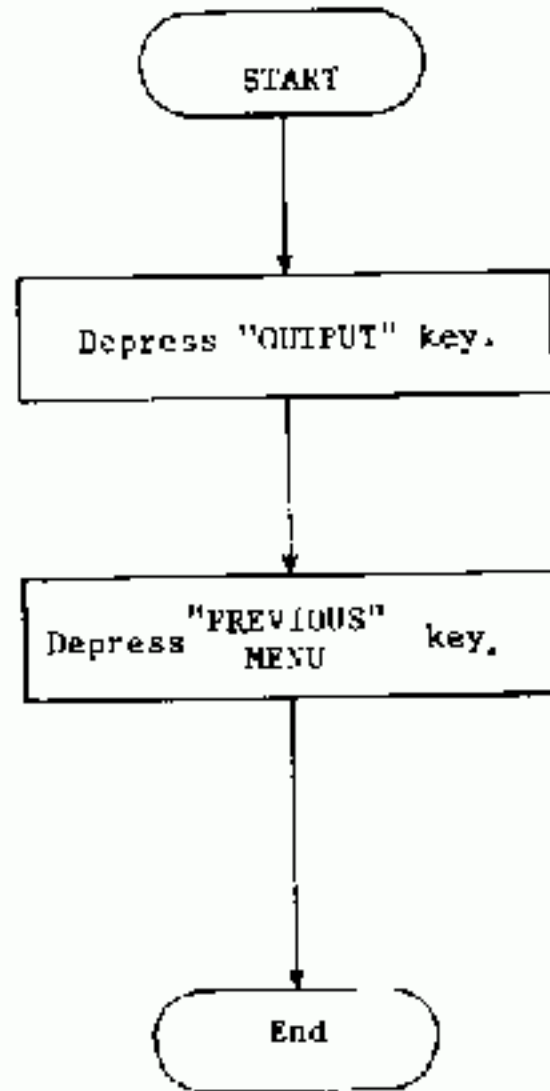 START
Depress "OUTPUT" key.
Depress "PREVIOUS" key.
MENU
End